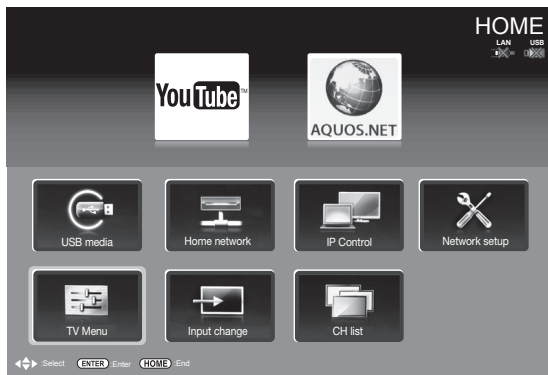 HOME
LAN USB
YouTube™
AQUOS.NET
USB media Home network IP Control Network setup
TV Menu Input change CH list
:Select ENTER :Enter HOME :End